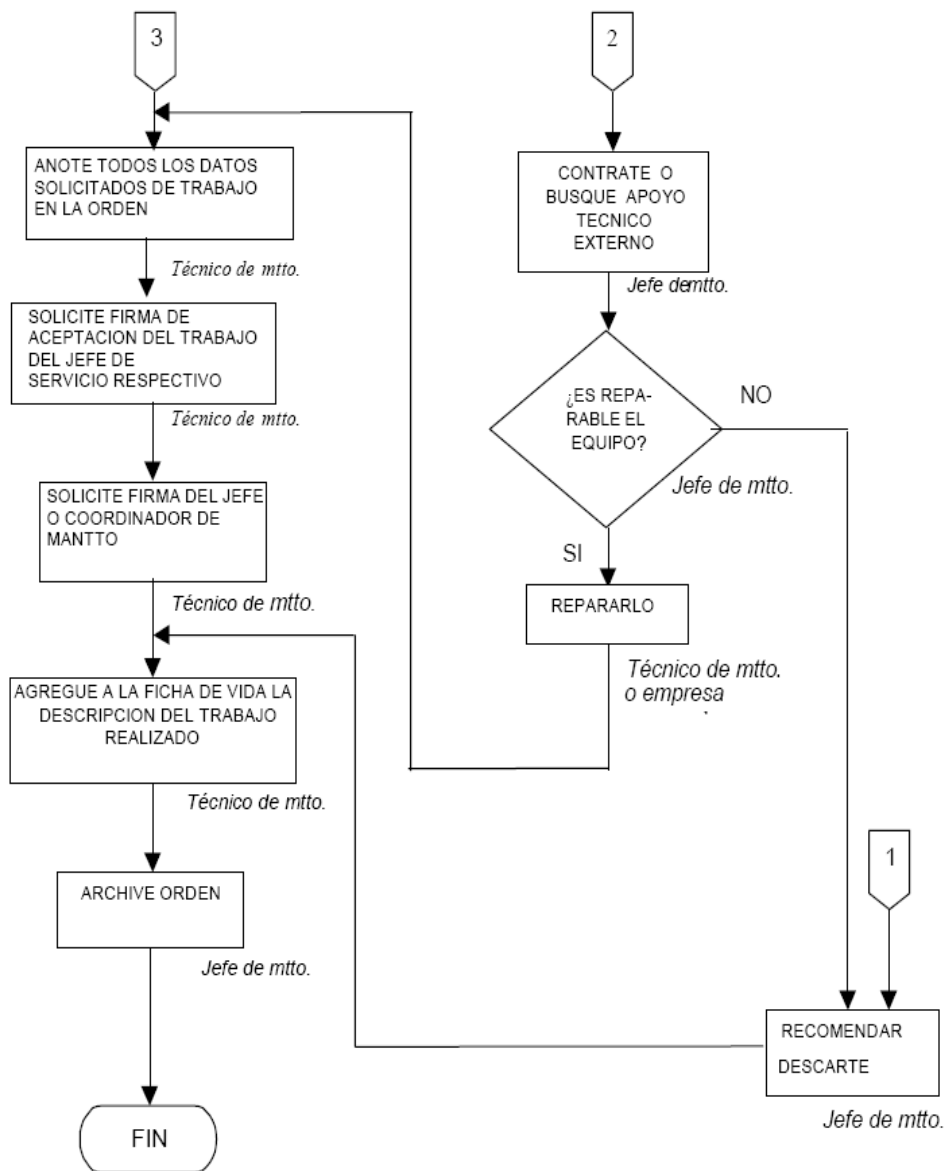 3
ANOTE TODOS LOS DATOS
SOLICITADOS DE TRABAJO
EN LA ORDEN
Técnico de mtto.
SOLICITE FIRMA DE
ACEPTACION DEL TRABAJO
DEL JEFE DE
SERVICIO RESPECTIVO
Técnico de mtto.
SOLICITE FIRMA DEL JEFE
O COORDINADOR DE
MANTTO
Técnico de mtto.
AGREGUE A LA FICHA DE VIDA LA
DESCRIPCION DEL TRABAJO
REALIZADO
Técnico de mtto.
ARCHIVE ORDEN
Jefe de mtto.
FIN
2
CONTRATE O
BUSQUE APOYO
TECNICO
EXTERNO
Jefe de mtto.
¿ES REPA-
RABLE EL
EQUIPO?
NO
Jefe de mtto.
SI
REPARARLO
Técnico de mtto.
o empresa
1
RECOMENDAR
DESCARTE
Jefe de mtto.